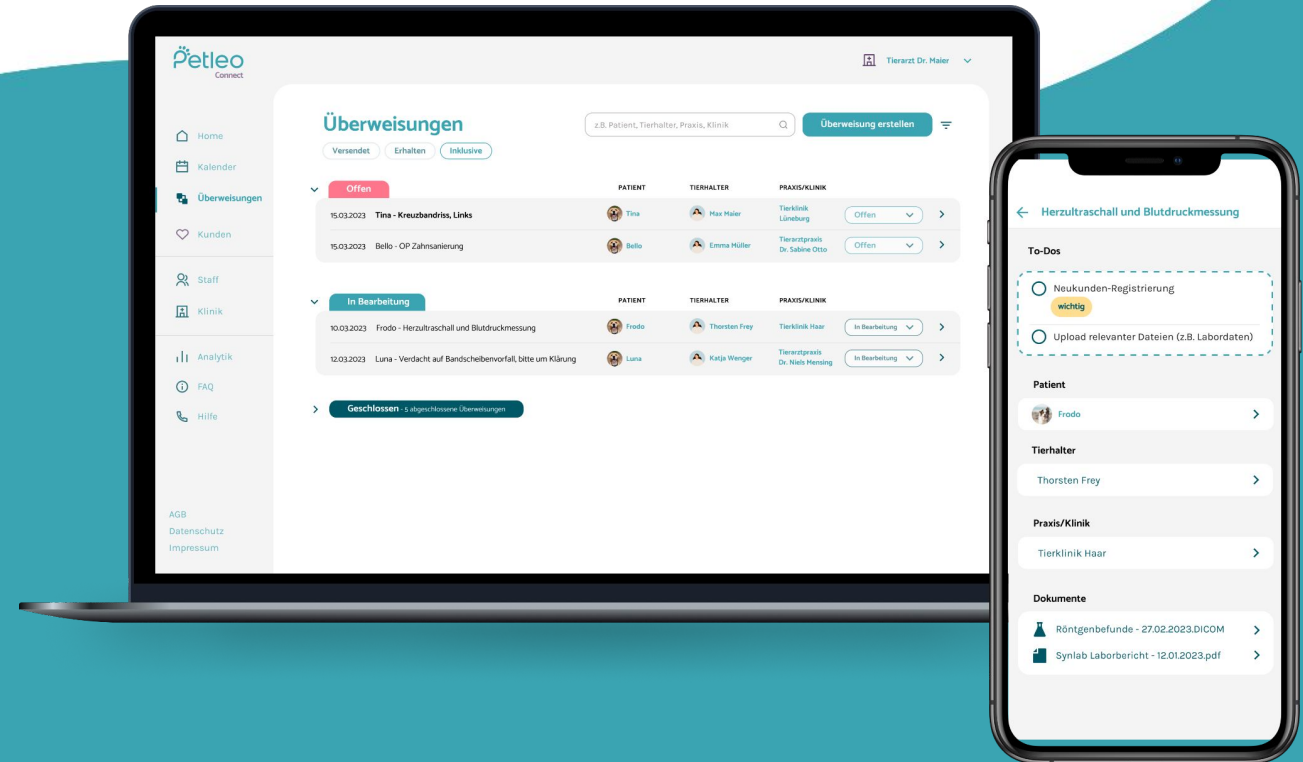 Petleo
Connect
Tierarzt Dr. Maier
Home
Kalender
Überweisungen
Kunden
Staff
Klinik
Analytik
FAQ
Hilfe
AGB
Datenschutz
Impressum
Überweisungen
z.B. Patient, Tierhalter, Praxis, Klinik
Überweisung erstellen
Versendet Erhalten Inklusive
Offen PATIENT TIERHALTER PRAXIS/KLINIK
15.03.2023 Tina - Kreuzbandriss, Links Tina Max Maier Tierklinik
Lüneburg Offen
15.03.2023 Bello - OP Zahnsanierung Bello Emma Müller Tierarztpraxis
Dr. Sabine Otto Offen
In Bearbeitung PATIENT TIERHALTER PRAXIS/KLINIK
10.03.2023 Frodo - Herzultraschall und Blutdruckmessung Frodo Thorsten Frey Tierklinik Haar In Bearbeitung
12.03.2023 Luna - Verdacht auf Bandscheibenvorfall, bitte um Klärung Luna Katja Wenger Tierarztpraxis
Dr. Niels Mensing In Bearbeitung
Geschlossen - 5 abgeschlossene Überweisungen
Herzultraschall und Blutdruckmessung
To-Dos
Neukunden-Registrierung
wichtig
Upload relevanter Dateien (z.B. Labordaten)
Patient
Frodo
Tierhalter
Thorsten Frey
Praxis/Klinik
Tierklinik Haar
Dokumente
Röntgenbefunde - 27.02.2023.DICOM
Synlab Laborbericht - 12.01.2023.pdf